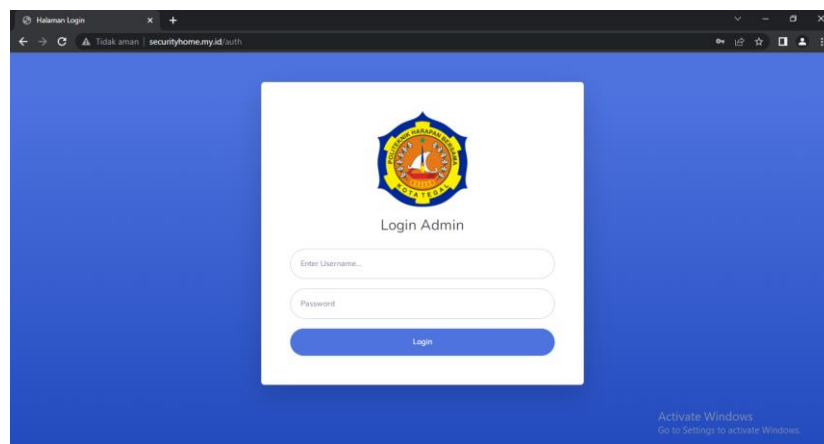 Halaman Login
Tidak aman | securityhome.my.id/auth
POLITEKNIK HARAPAN BERSAMA
KOTA TEGAL
Login Admin
Enter Username...
Password
Login
Activate Windows
Go to Settings to activate Windows.